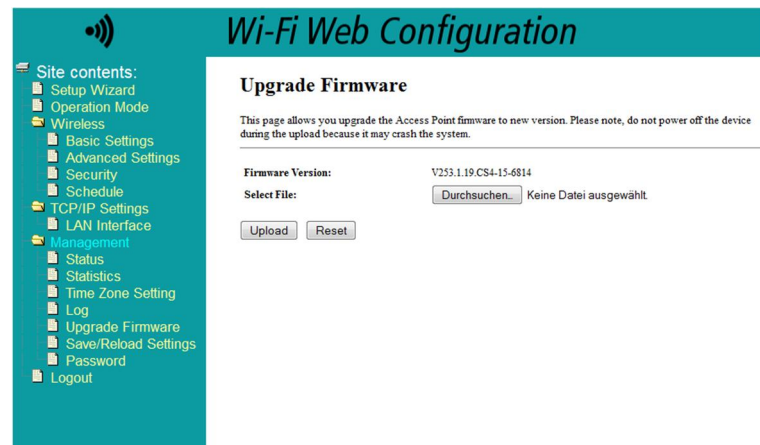 Wi-Fi Web Configuration
Site contents:
Setup Wizard
Operation Mode
Wireless
Basic Settings
Advanced Settings
Security
Schedule
TCP/IP Settings
LAN Interface
Management
Status
Statistics
Time Zone Setting
Log
Upgrade Firmware
Save/Reload Settings
Password
Logout
Upgrade Firmware
This page allows you upgrade the Access Point firmware to new version. Please note, do not power off the device
during the upload because it may crash the system.
Firmware Version: V253.1.19.CS4-15-6814
Select File: Durchsuchen... Keine Datei ausgewählt.
Upload Reset